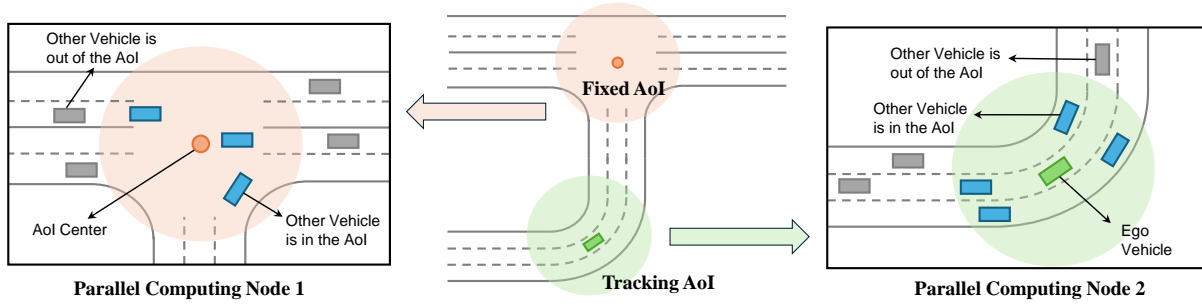 Other Vehicle is
out of the AoI
AoI Center
Other Vehicle
is in the AoI
Parallel Computing Node 1
Fixed AoI
Tracking AoI
Other Vehicle is
out of the AoI
Other Vehicle
is in the AoI
Ego
Vehicle
Parallel Computing Node 2